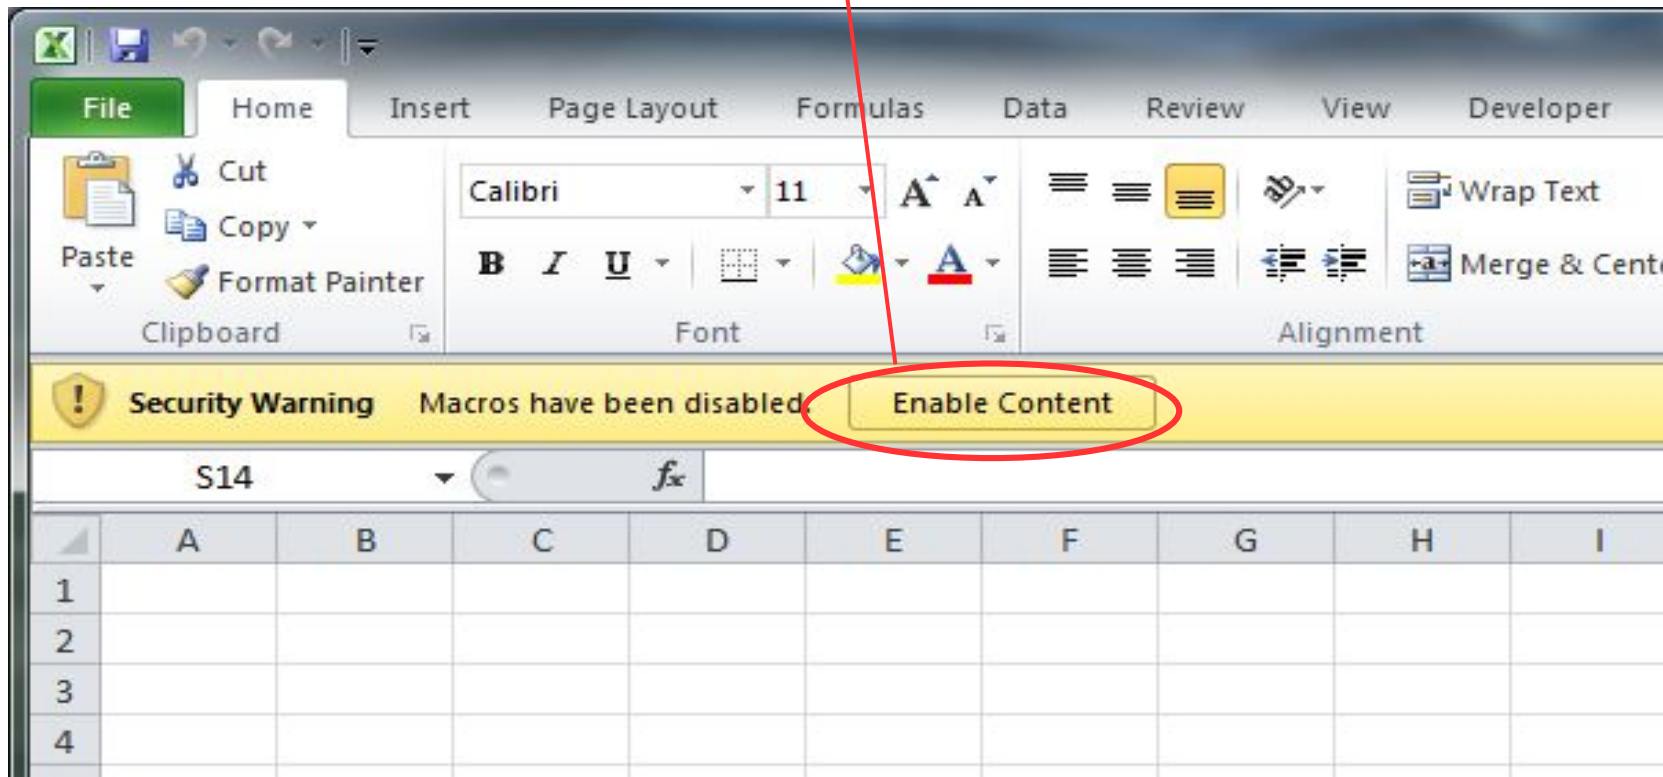 File Home Insert Page Layout Formulas Data Review View Developer
Cut
Calibri 11 A A Wrap Text
Copy
Paste B I U A a Merge & Cente
Format Painter
Clipboard Font Alignment
! Security Warning Macros have been disabled. Enable Content
S14 fx
A B C D E F G H I
1
2
3
4